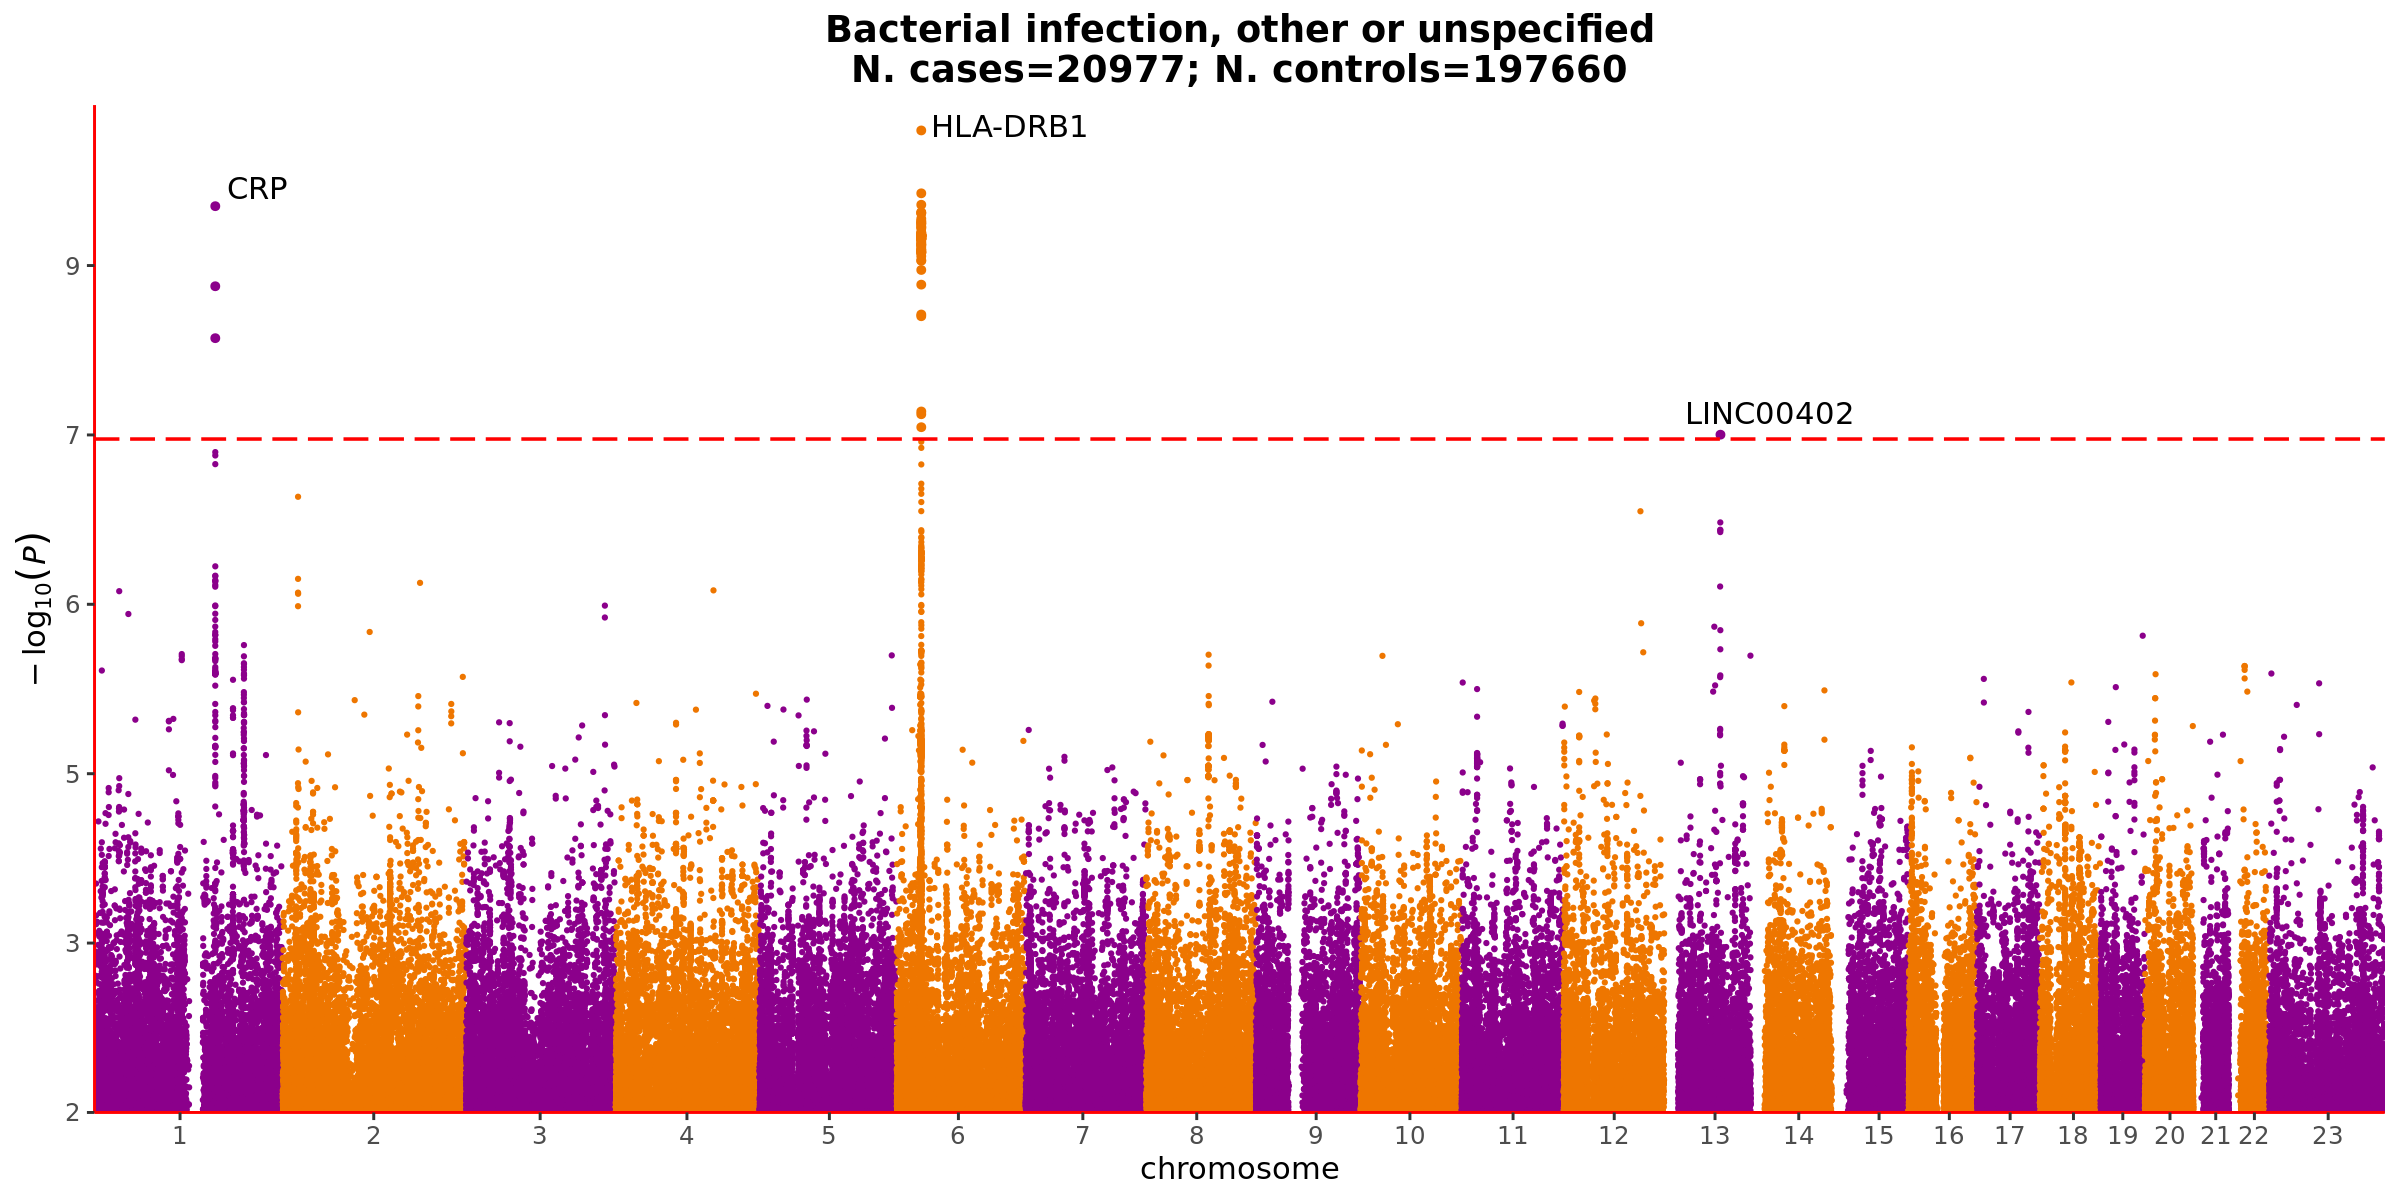 Bacterial infection, other or unspecified
N. cases=20977; N. controls=197660
HLA-DRB1
CRP
9
LINC00402
7
6
5
3
2
− log₁₀(P)
1 2 3 4 5 6 7 8 9 10 11 12 13 14 15 16 17 18 19 20 21 22 23
chromosome